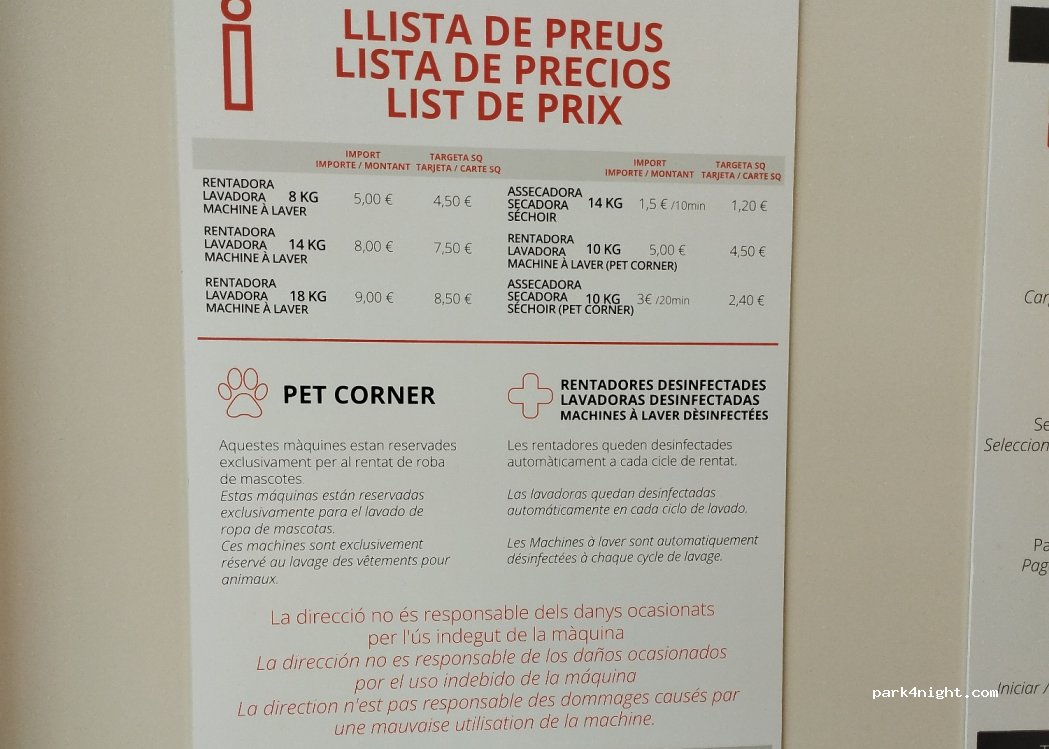 LLISTA DE PREUS
LISTA DE PRECIOS
LIST DE PRIX
IMPORT TARGETA SQ
IMPORTE / MONTANT TARJETA / CARTE SQ
RENTADORA
LAVADORA 8 KG 5,00 € 4,50 €
MACHINE À LAVER
RENTADORA
LAVADORA 14 KG 8,00 € 7,50 €
MACHINE À LAVER
RENTADORA
LAVADORA 18 KG 9,00 € 8,50 €
MACHINE À LAVER
IMPORT TARGETA SQ
IMPORTE / MONTANT TARJETA / CARTE SQ
ASSECADORA
SECADORA 14 KG 1,5 € /10min 1,20 €
SÉCHOIR
RENTADORA
LAVADORA 10 KG 5,00 € 4,50 €
MACHINE À LAVER (PET CORNER)
ASSECADORA
SECADORA 10 KG 3€ /20min 2,40 €
SÉCHOIR (PET CORNER)
PET CORNER
Aquestes màquines estan reservades
exclusivament per al rentat de roba
de mascotes.
Estas máquinas están reservadas
exclusivamente para el lavado de
ropa de mascotas.
Ces machines sont exclusivement
réservé au lavage des vêtements pour
animaux.
RENTADORES DESINFECTADES
LAVADORAS DESINFECTADAS
MACHINES À LAVER DÈSINFECTÉES
Les rentadores queden desinfectades
automàticament a cada cicle de rentat.
Las lavadoras quedan desinfectadas
automáticamente en cada ciclo de lavado.
Les Machines à laver sont automatiquement
désinfectées à chaque cycle de lavage.
La direcció no és responsable dels danys ocasionats
per l'ús indegut de la màquina
La dirección no es responsable de los daños ocasionados
por el uso indebido de la máquina
La direction n'est pas responsable des dommages causés par
une mauvaise utilisation de la machine.
Iniciar /
park4night.com